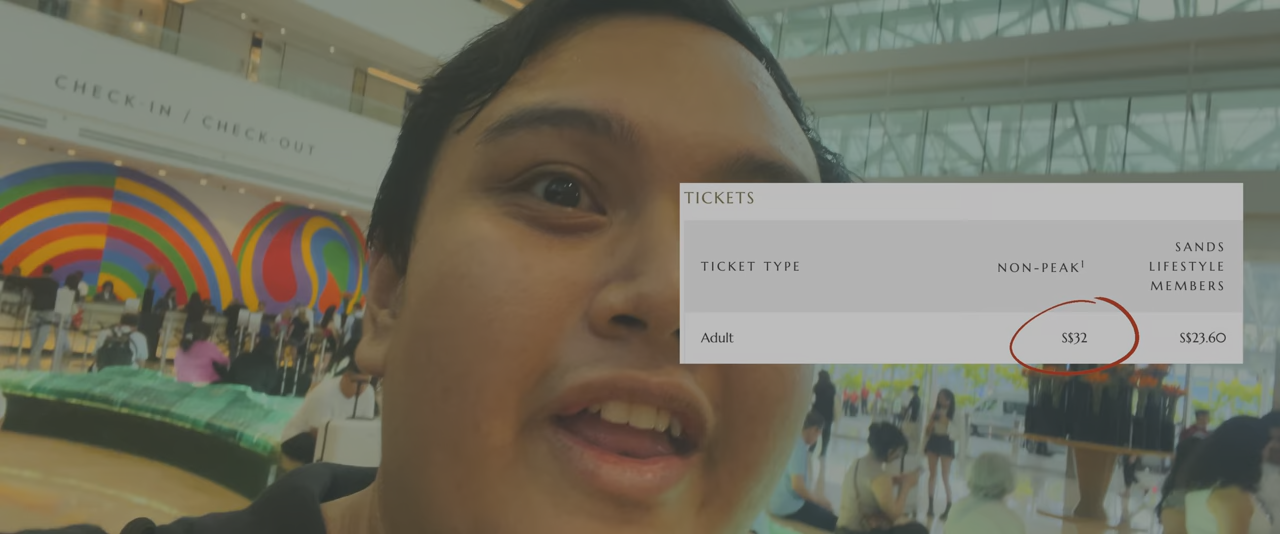 CHECK-IN / CHECK-OUT
TICKETS
TICKET TYPE
NON-PEAK¹
SANDS
LIFESTYLE
MEMBERS
Adult
S$32
S$23.60